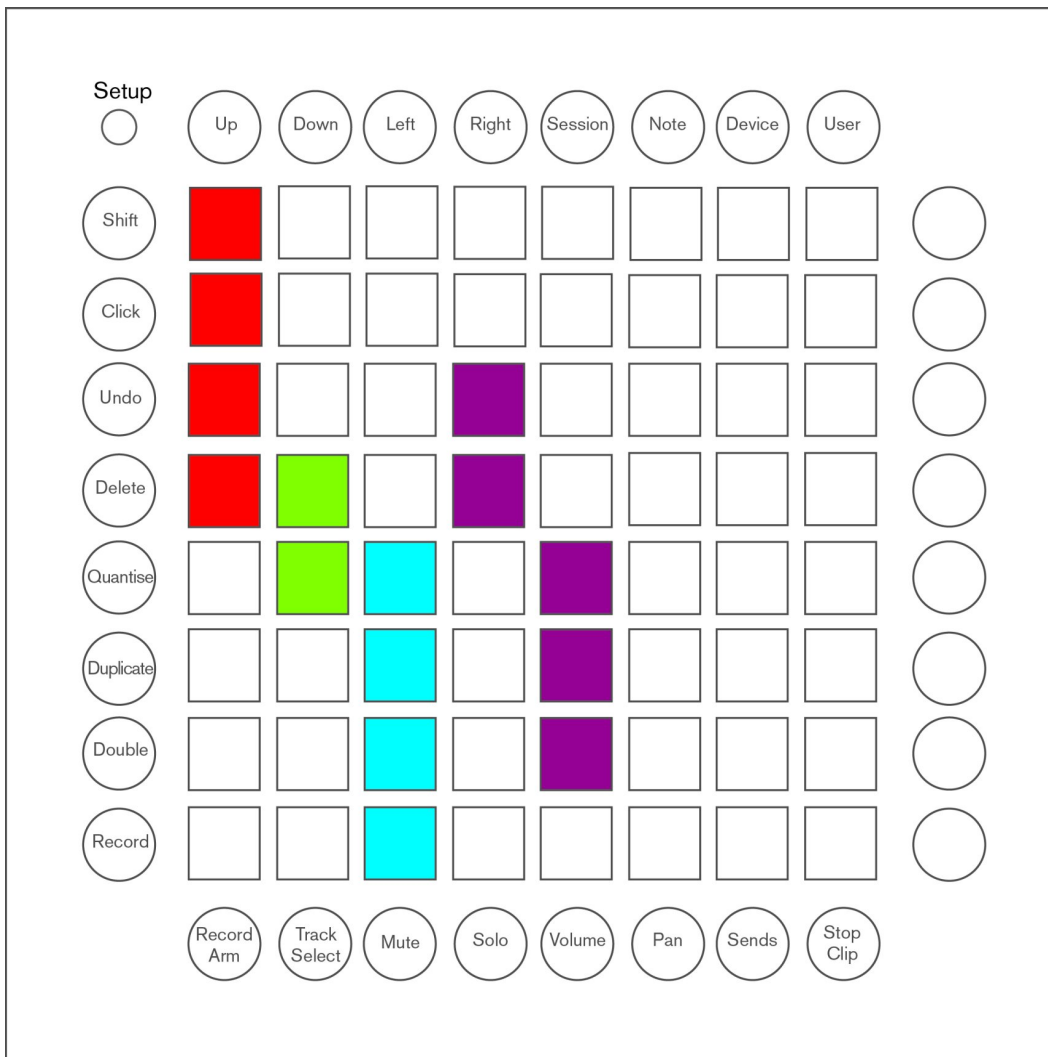 Setup
Up Down Left Right Session Note Device User
Shift
Click
Undo
Delete
Quantise
Duplicate
Double
Record
Record Track Mute Solo Volume Pan Sends Stop
Arm Select Clip